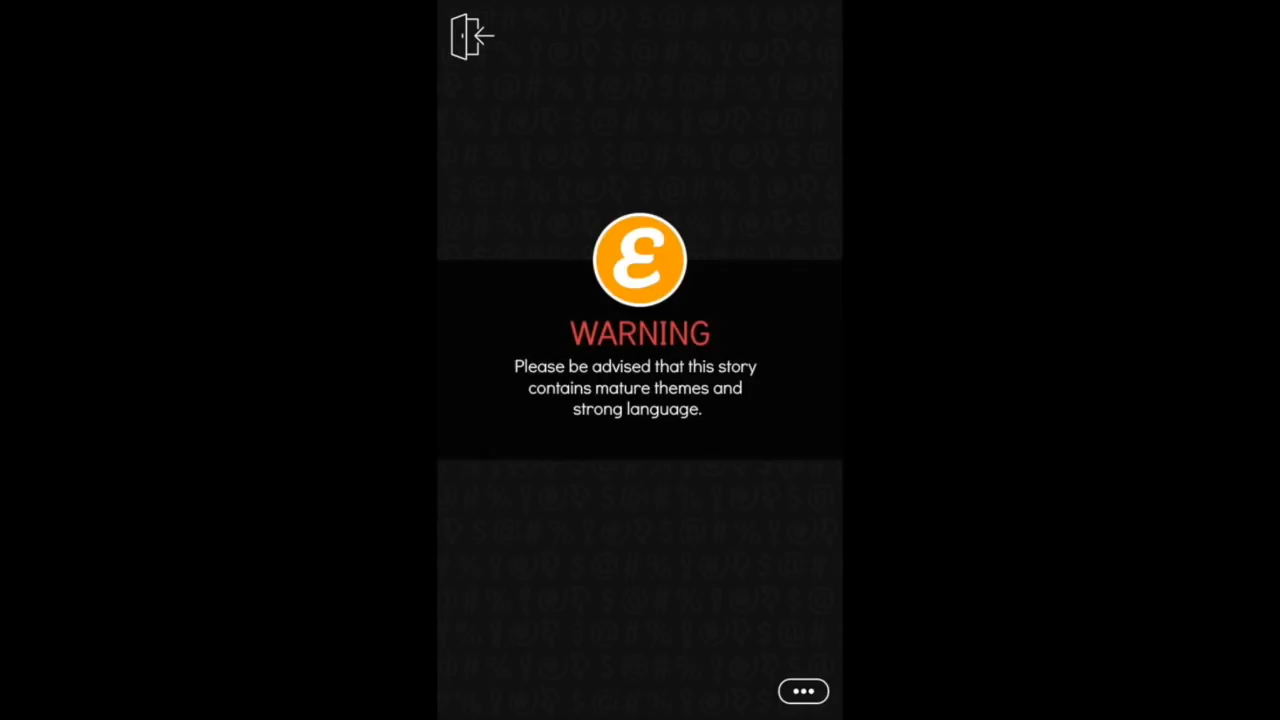 ε
WARNING
Please be advised that this story
contains mature themes and
strong language.